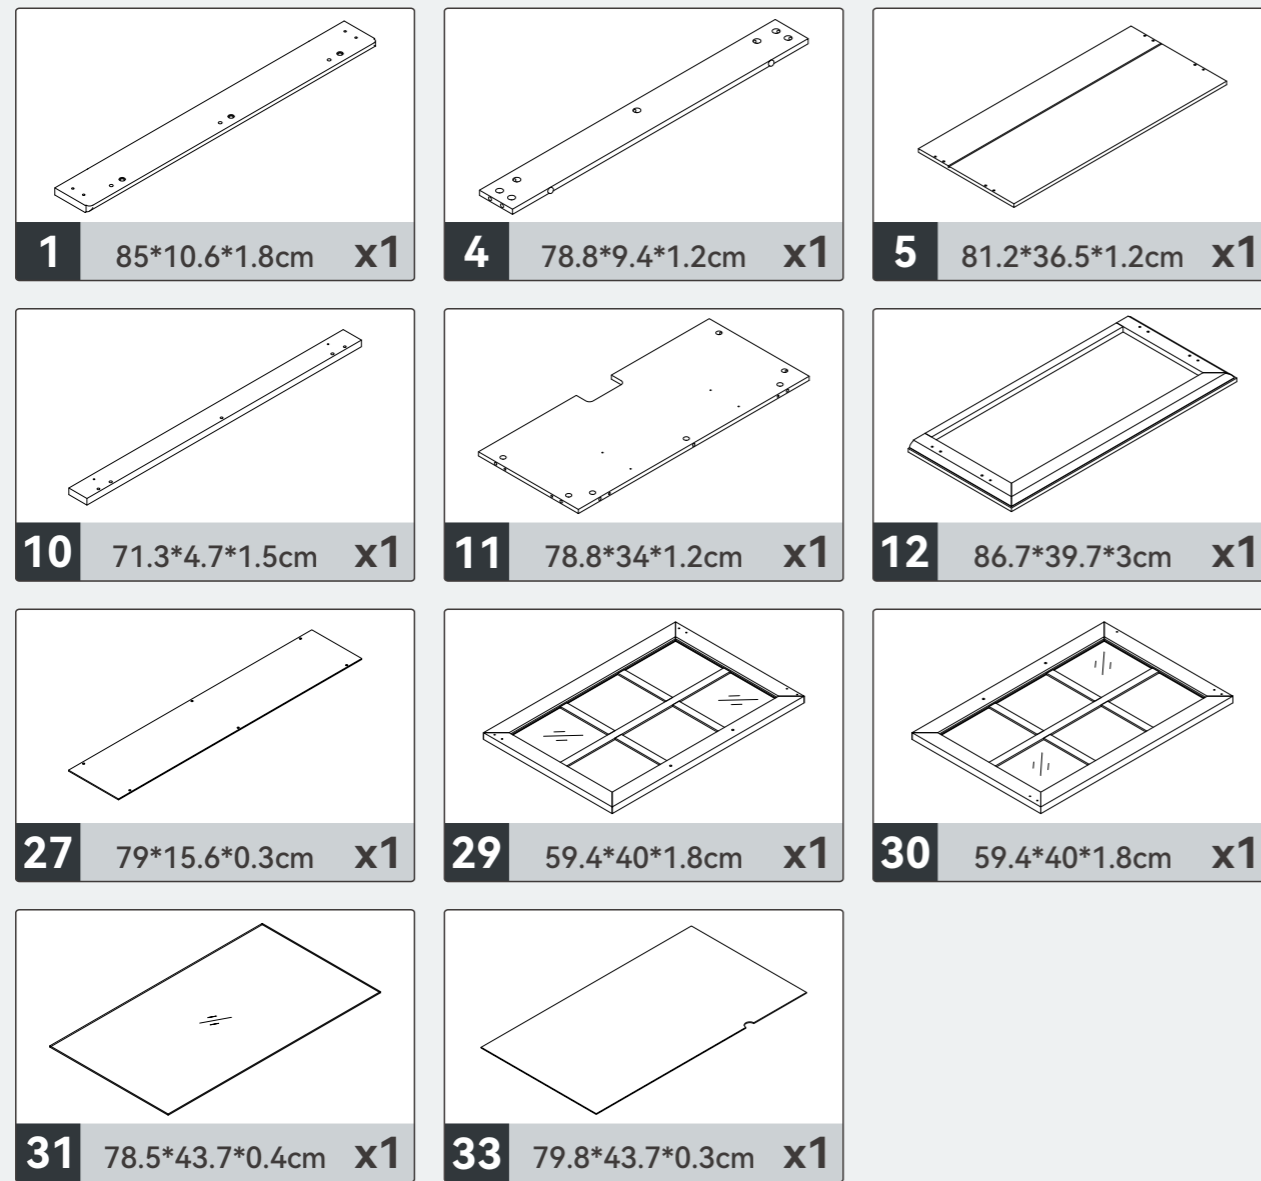 1 85*10.6*1.8cm x1
4 78.8*9.4*1.2cm x1
5 81.2*36.5*1.2cm x1
10 71.3*4.7*1.5cm x1
11 78.8*34*1.2cm x1
12 86.7*39.7*3cm x1
27 79*15.6*0.3cm x1
29 59.4*40*1.8cm x1
30 59.4*40*1.8cm x1
31 78.5*43.7*0.4cm x1
33 79.8*43.7*0.3cm x1